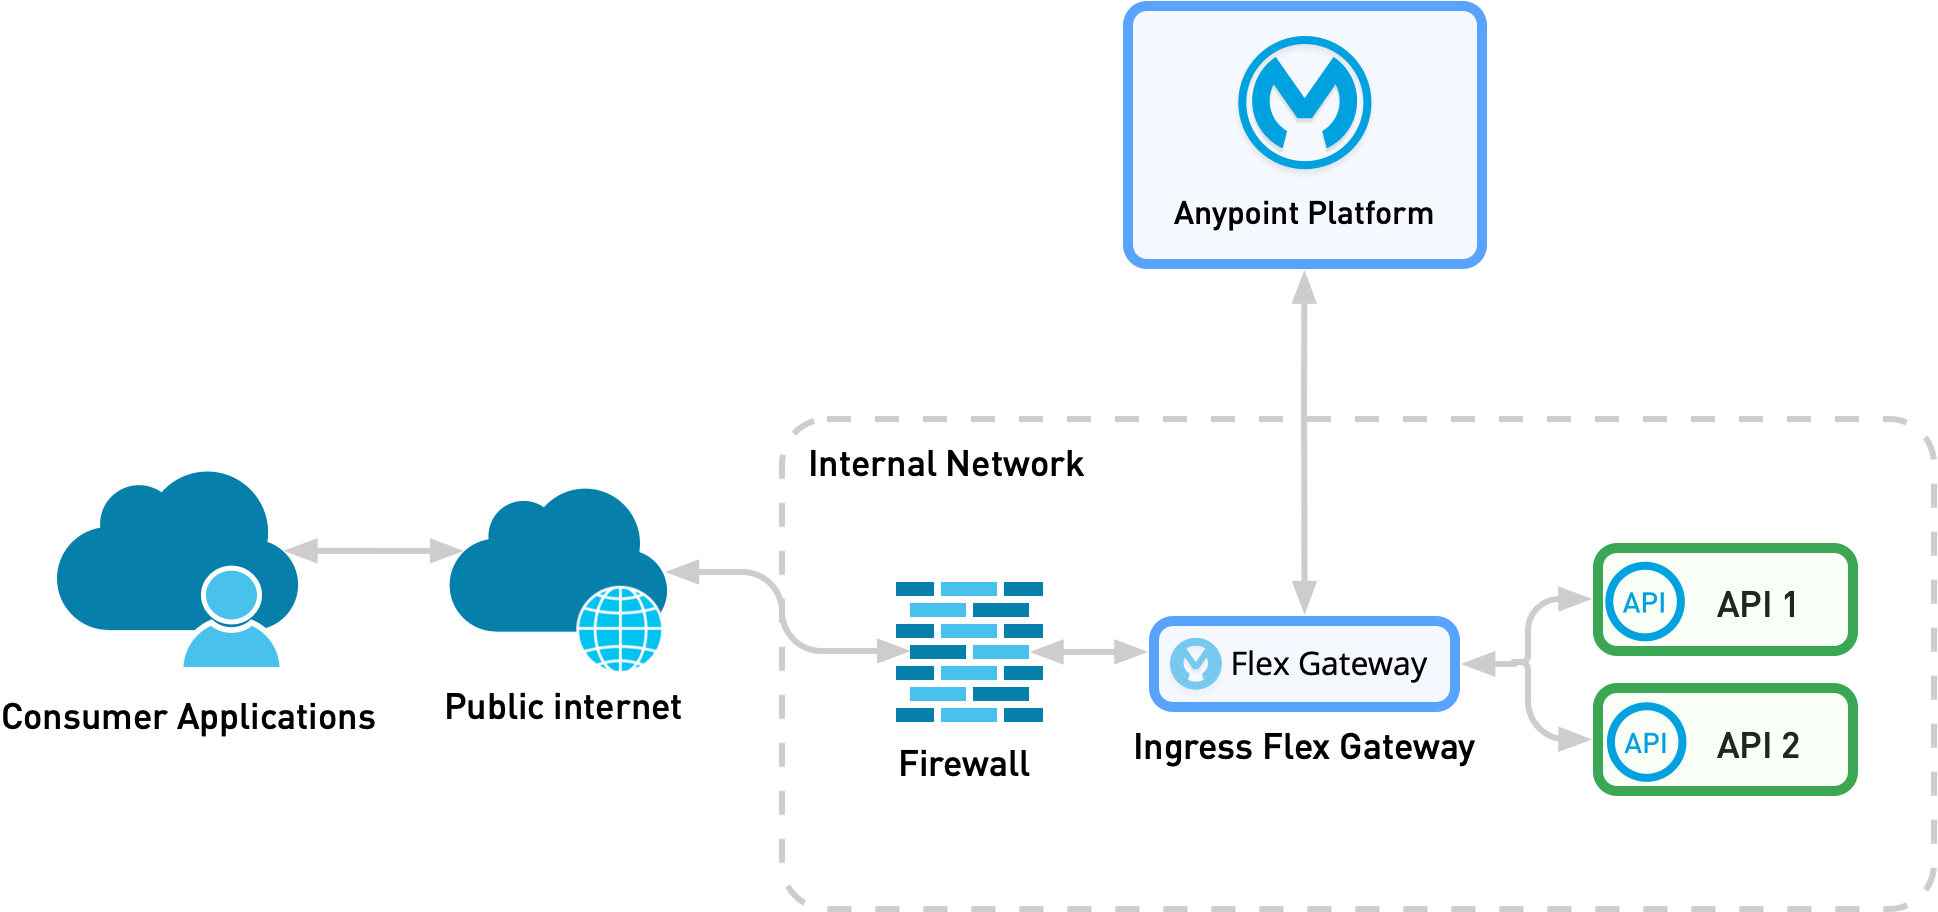 Anypoint Platform
Internal Network
Consumer Applications
Public internet
Firewall
Flex Gateway
Ingress Flex Gateway
API
API 1
API
API 2